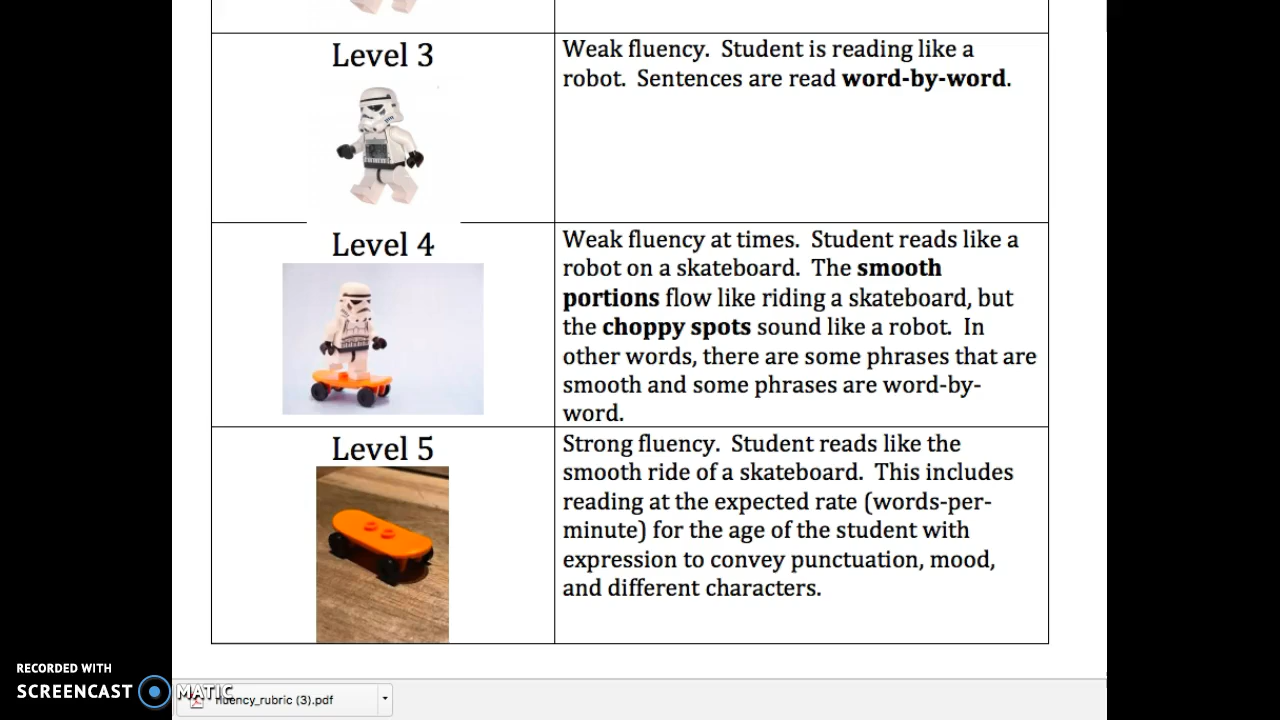 Level 3
Weak fluency.  Student is reading like a
robot.  Sentences are read word-by-word.
Level 4
Weak fluency at times.  Student reads like a
robot on a skateboard.  The smooth
portions flow like riding a skateboard, but
the choppy spots sound like a robot.  In
other words, there are some phrases that are
smooth and some phrases are word-by-
word.
Level 5
Strong fluency.  Student reads like the
smooth ride of a skateboard.  This includes
reading at the expected rate (words-per-
minute) for the age of the student with
expression to convey punctuation, mood,
and different characters.
RECORDED WITH
SCREENCAST MATIC
fluency_rubric (3).pdf